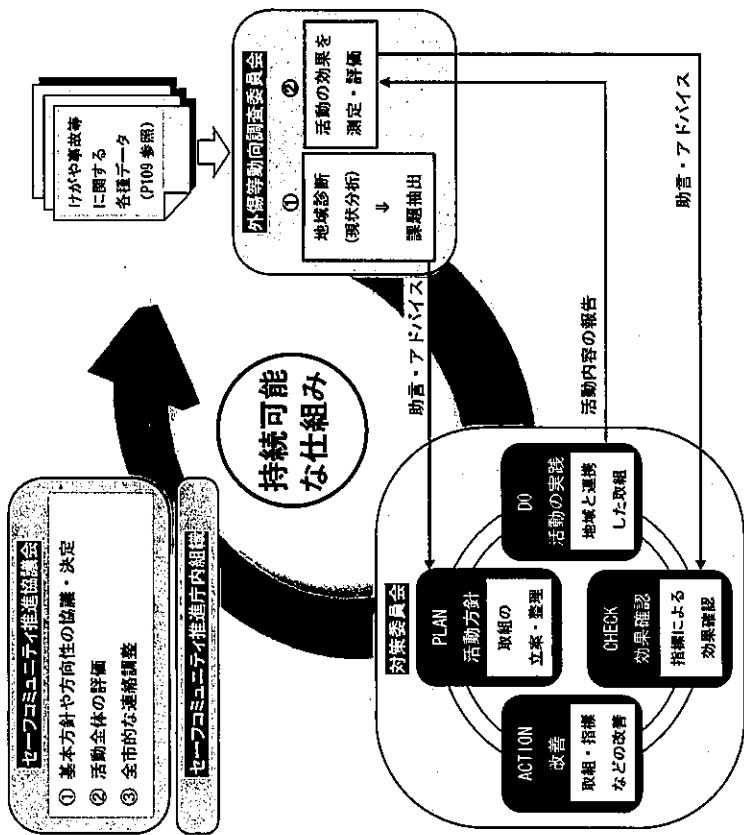 セーフコミュニティ推進協議会
① 基本方針や方向性の協議・決定
② 活動全体の評価
③ 全市的な連絡調整
セーフコミュニティ推進庁内組織
けがや事故等
に関する
各種データ
(P109 参照)
外傷等動向調査委員会
①
地域診断
(現状分析)
⇓
課題抽出
②
活動の効果を
測定・評価
持続可能
な仕組み
助言・アドバイス
活動内容の報告
助言・アドバイス
対策委員会
PLAN
活動方針
取組の
立案・整理
DO
活動の実践
地域と連携
した取組
CHECK
効果確認
指標による
効果確認
ACTION
改善
取組・指標
などの改善